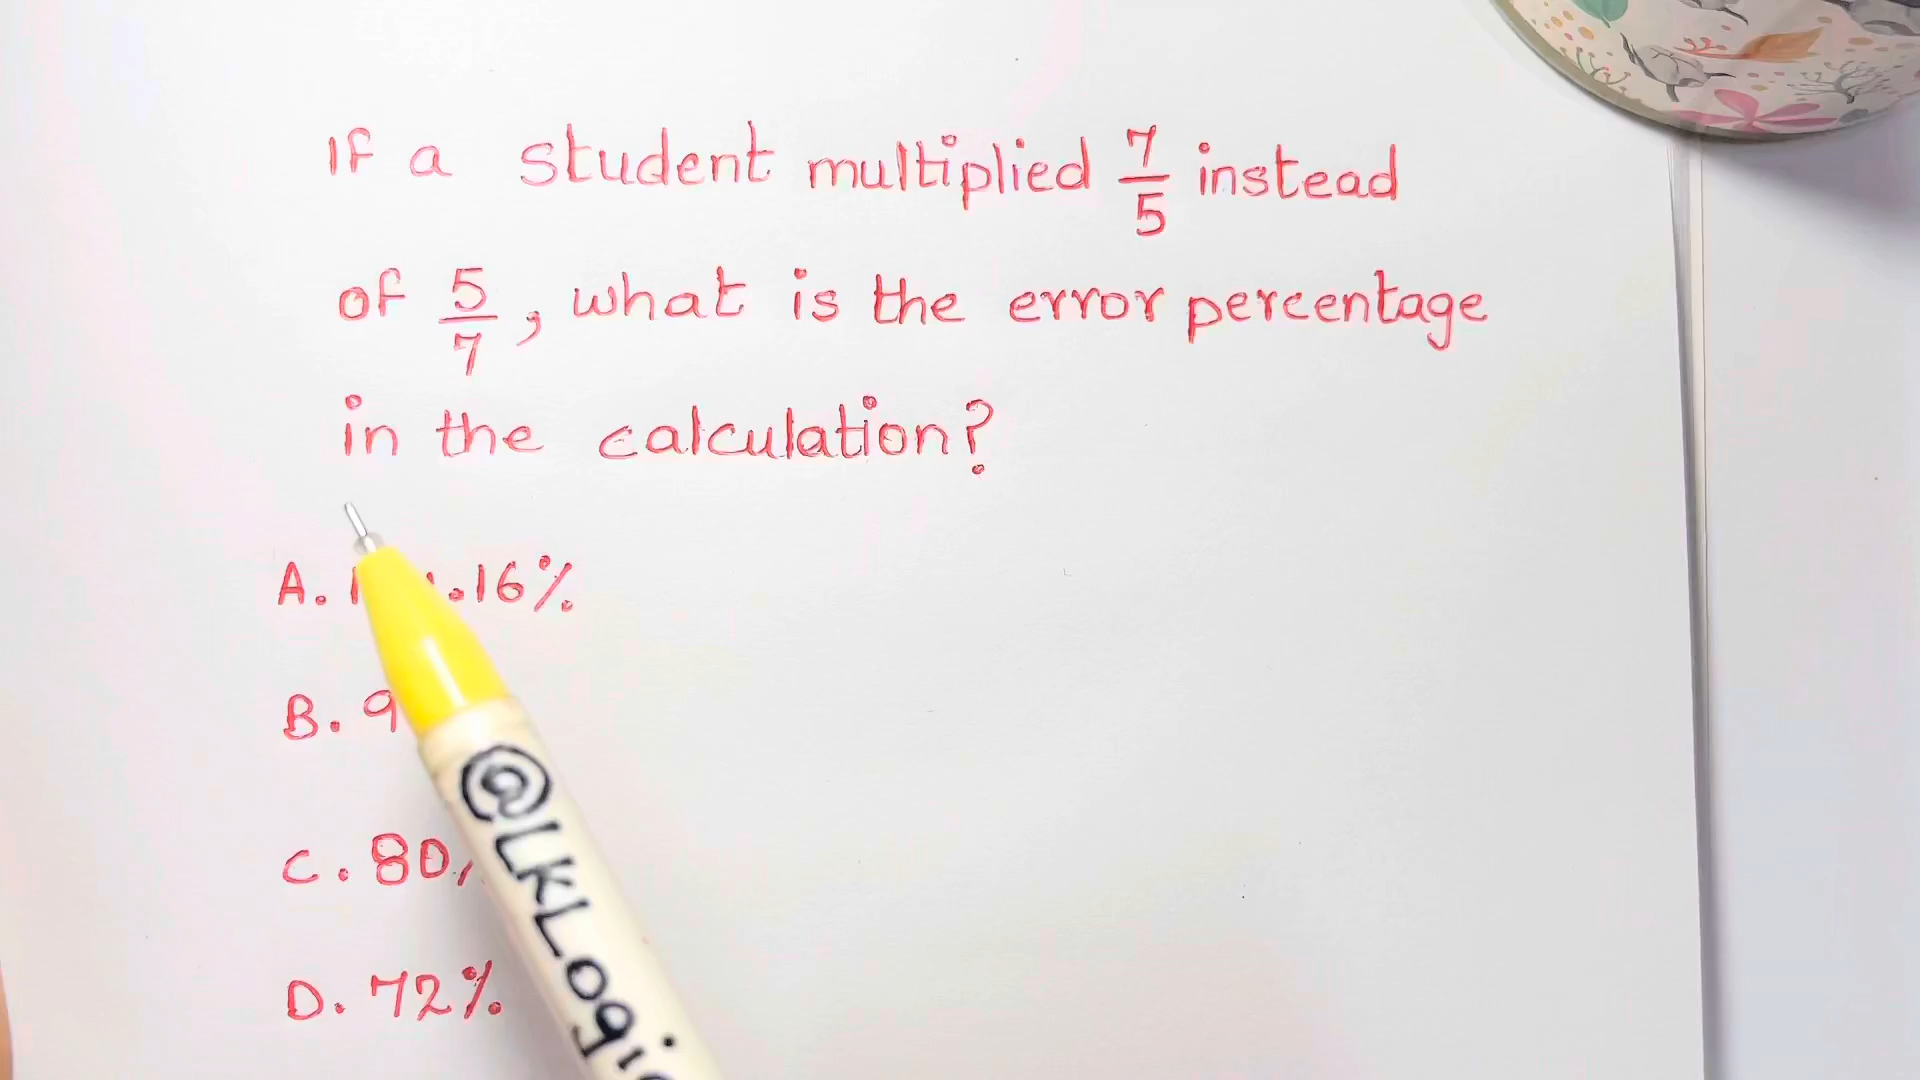 If a student multiplied 7/5 instead
of 5/7, what is the error percentage
in the calculation?
A. .16%
B. 9
C. 80
D. 72%
@LKLogi